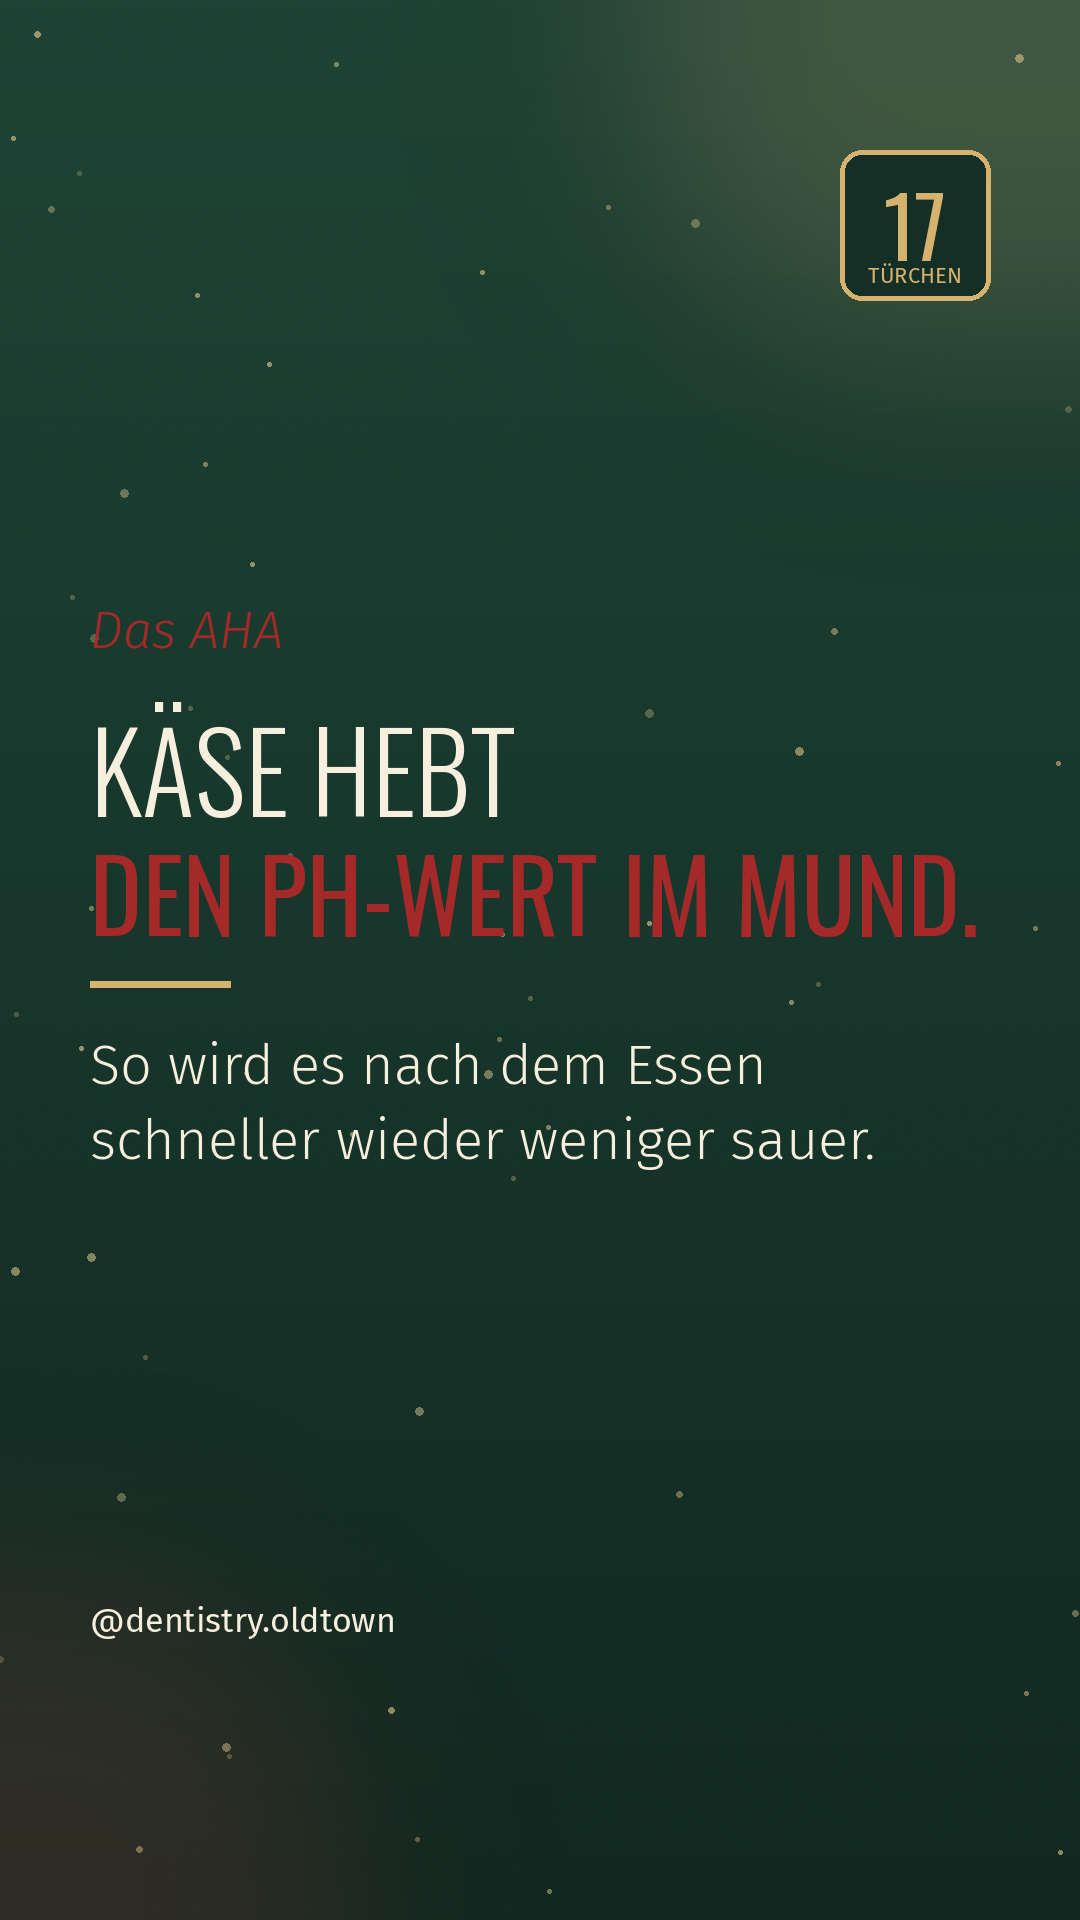 17
TÜRCHEN
Das AHA
KÄSE HEBT
DEN PH-WERT IM MUND.
So wird es nach dem Essen
schneller wieder weniger sauer.
@dentistry.oldtown